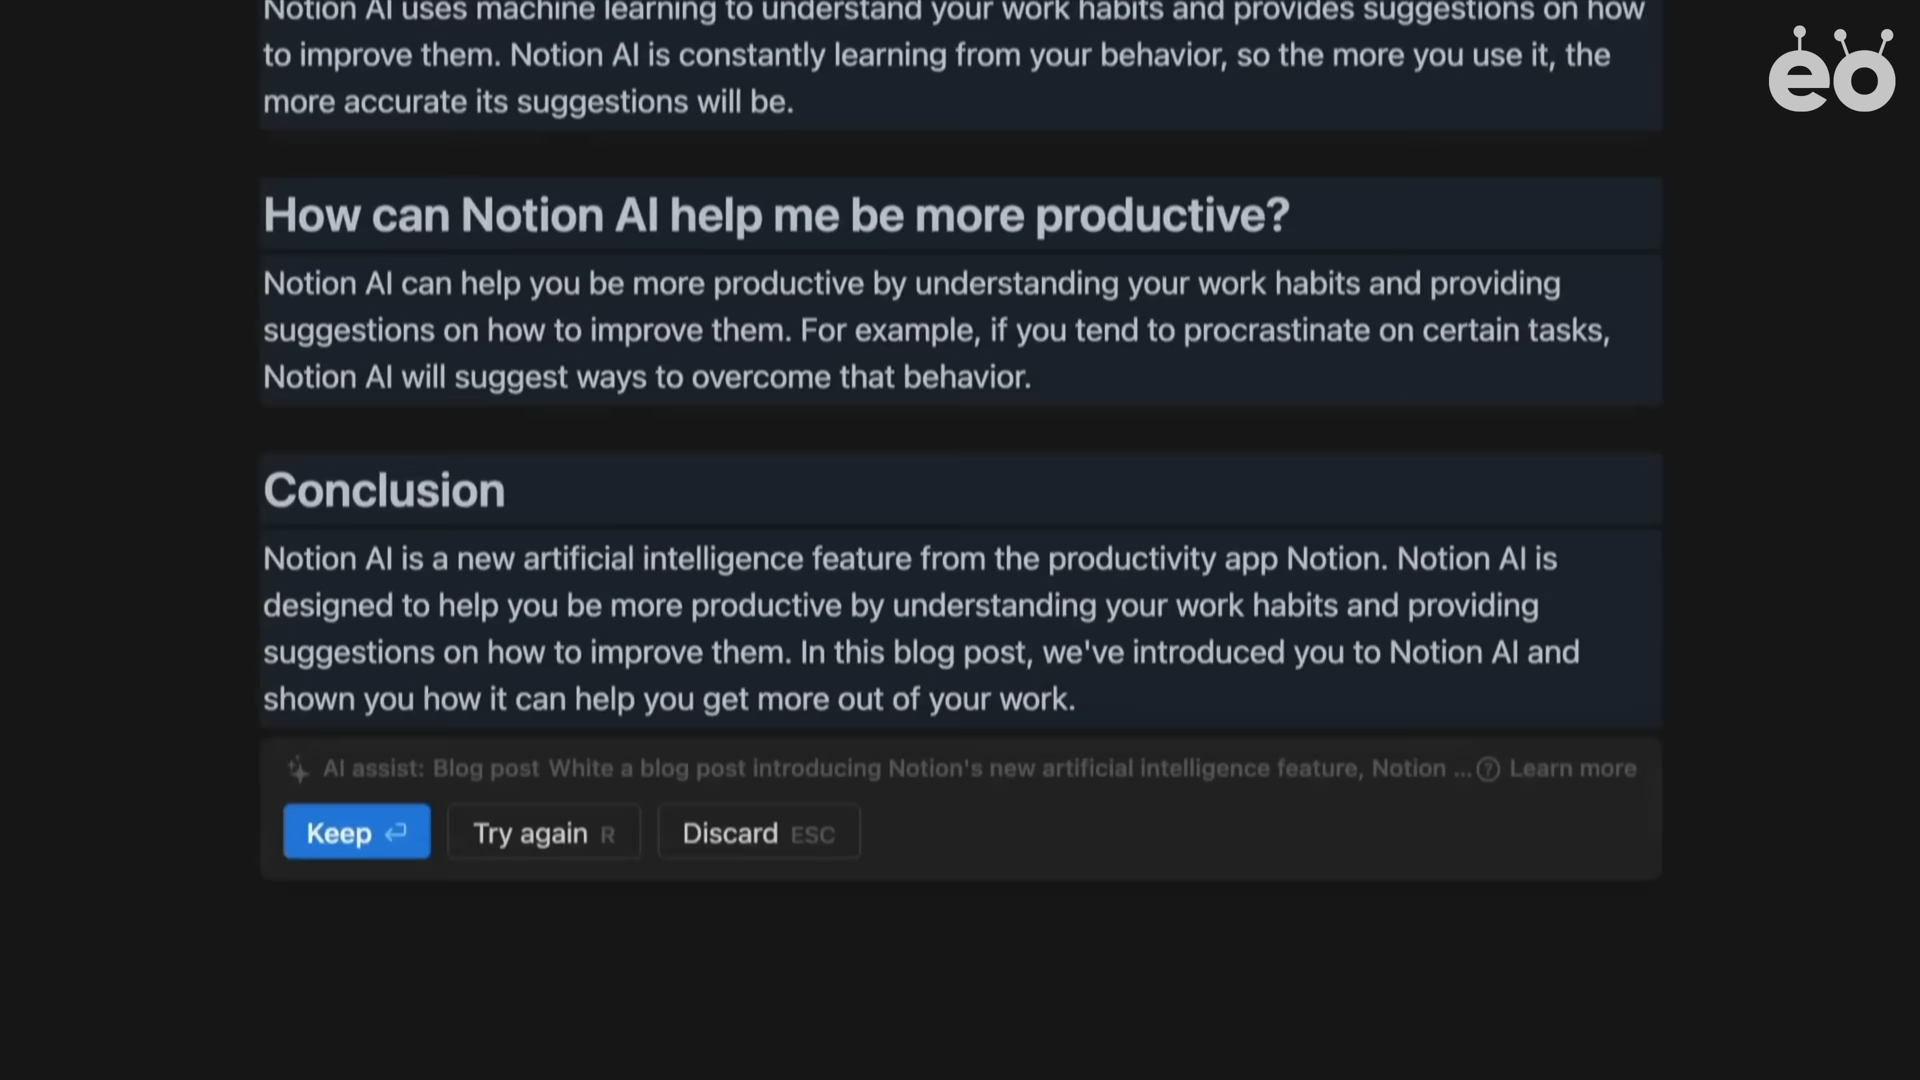 Notion AI uses machine learning to understand your work habits and provides suggestions on how
to improve them. Notion AI is constantly learning from your behavior, so the more you use it, the
more accurate its suggestions will be.
eo
How can Notion AI help me be more productive?
Notion AI can help you be more productive by understanding your work habits and providing
suggestions on how to improve them. For example, if you tend to procrastinate on certain tasks,
Notion AI will suggest ways to overcome that behavior.
Conclusion
Notion AI is a new artificial intelligence feature from the productivity app Notion. Notion AI is
designed to help you be more productive by understanding your work habits and providing
suggestions on how to improve them. In this blog post, we've introduced you to Notion AI and
shown you how it can help you get more out of your work.
AI assist: Blog post White a blog post introducing Notion's new artificial intelligence feature, Notion ... ? Learn more
Keep Try again R Discard ESC